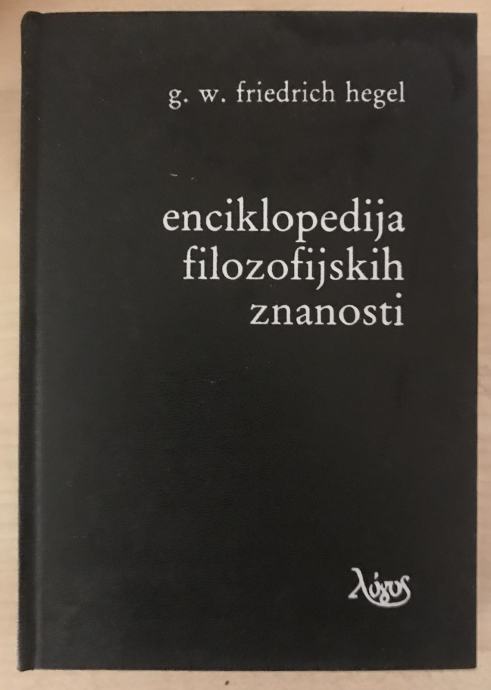 g. w. friedrich hegel
enciklopedija
filozofijskih
znanosti
λόγος